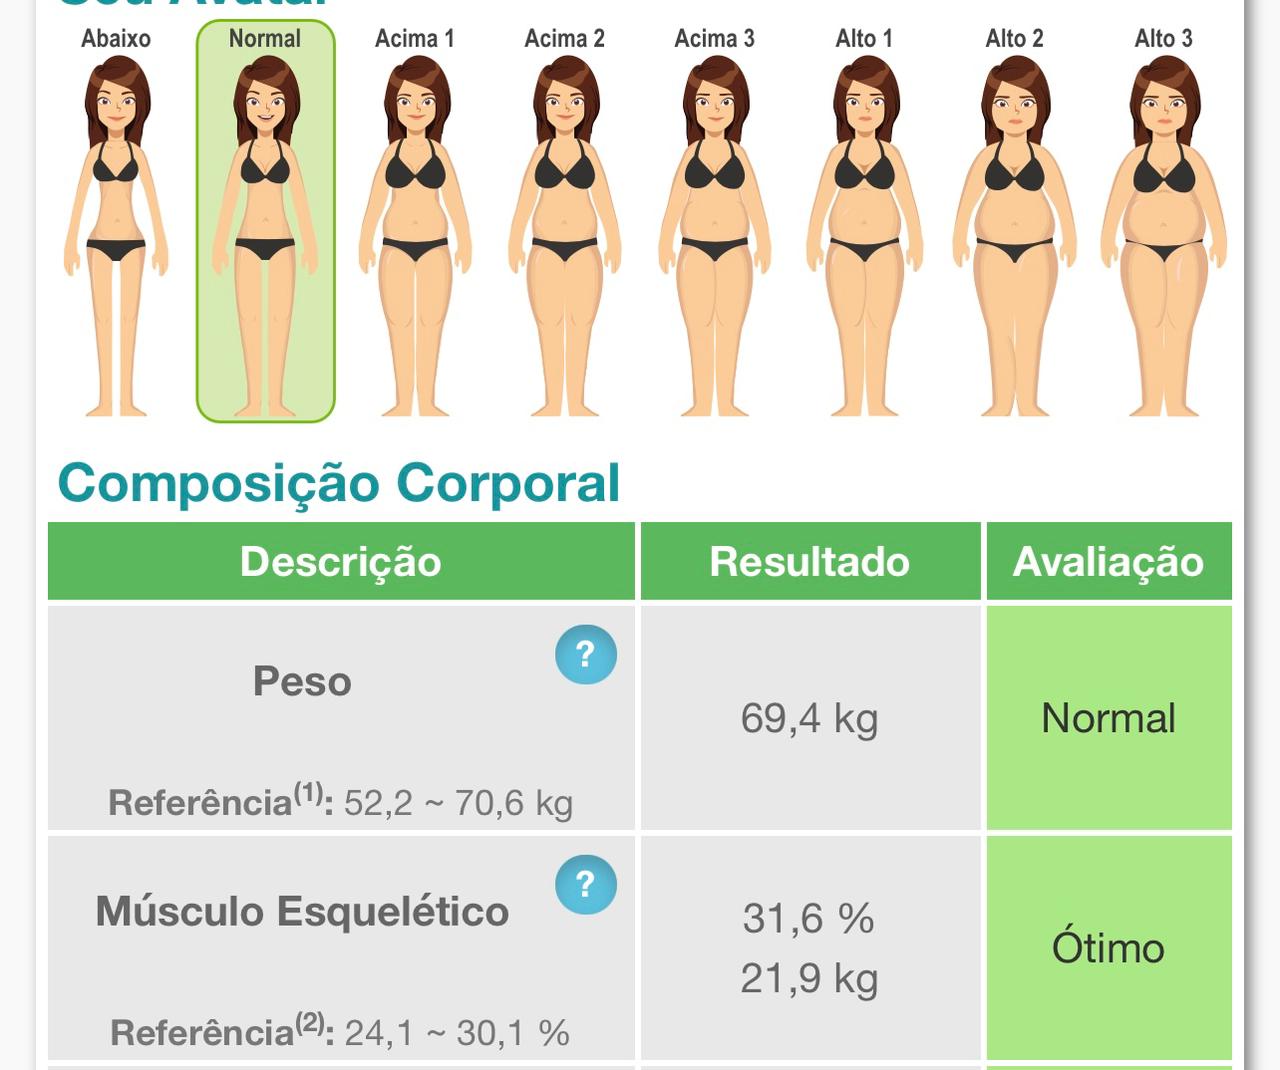 Seu Avatar
Abaixo Normal Acima 1 Acima 2 Acima 3 Alto 1 Alto 2 Alto 3
Composição Corporal
Descrição Resultado Avaliação
?
Peso
69,4 kg Normal
Referência(1): 52,2 ~ 70,6 kg
?
Músculo Esquelético
31,6 %
Ótimo
21,9 kg
Referência(2): 24,1 ~ 30,1 %